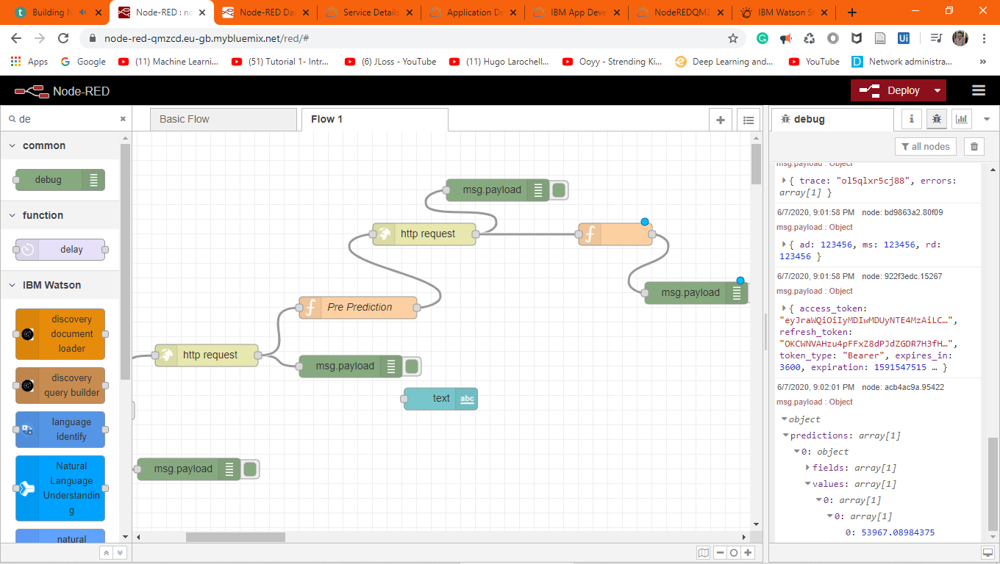 Building N
Node-RED : no
Node-RED Da
Service Details
Application De
IBM App Deve
NodeREDQMZ
IBM Watson St
node-red-qmzcd.eu-gb.mybluemix.net/red/#
Apps
Google
(11) Machine Learni...
(51) Tutorial 1- Intr...
(6) JLoss - YouTube
(11) Hugo Larochell...
Ooyy - Strending Ki...
Deep Learning and...
YouTube
Network administra...
Node-RED
Deploy
de
common
debug
function
delay
IBM Watson
discovery
document
loader
discovery
query builder
language
identify
Natural
Language
Understandin
g
natural
Basic Flow
Flow 1
msg.payload
http request
msg.payload
Pre Prediction
http request
msg.payload
text
abc
msg.payload
debug
all nodes
msg.payload : Object
{ trace: "ol5qlxr5cj88", errors:
array[1] }
6/7/2020, 9:01:58 PM node: bd9863a2.80f09
msg.payload : Object
{ ad: 123456, ms: 123456, rd:
123456 }
6/7/2020, 9:01:58 PM node: 922f3edc.15267
msg.payload : Object
{ access_token:
"eyJraWQiOiIyMDIwMDUyNTE4MzAiLC…",
refresh_token:
"OKCWNVAHzu4pFFxZ8dPJdZGDR7H3fH…",
token_type: "Bearer", expires_in:
3600, expiration: 1591547515 … }
6/7/2020, 9:02:01 PM node: acb4ac9a.95422
msg.payload : Object
object
predictions: array[1]
0: object
fields: array[1]
values: array[1]
0: array[1]
0: array[1]
0: 53967.08984375